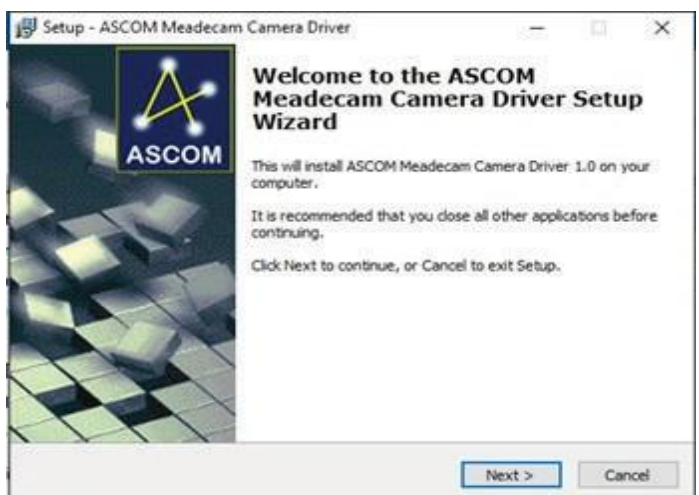 Setup - ASCOM Meadecam Camera Driver
ASCOM
Welcome to the ASCOM
Meadecam Camera Driver Setup
Wizard
This will install ASCOM Meadecam Camera Driver 1.0 on your
computer.
It is recommended that you close all other applications before
continuing.
Click Next to continue, or Cancel to exit Setup.
Next >
Cancel